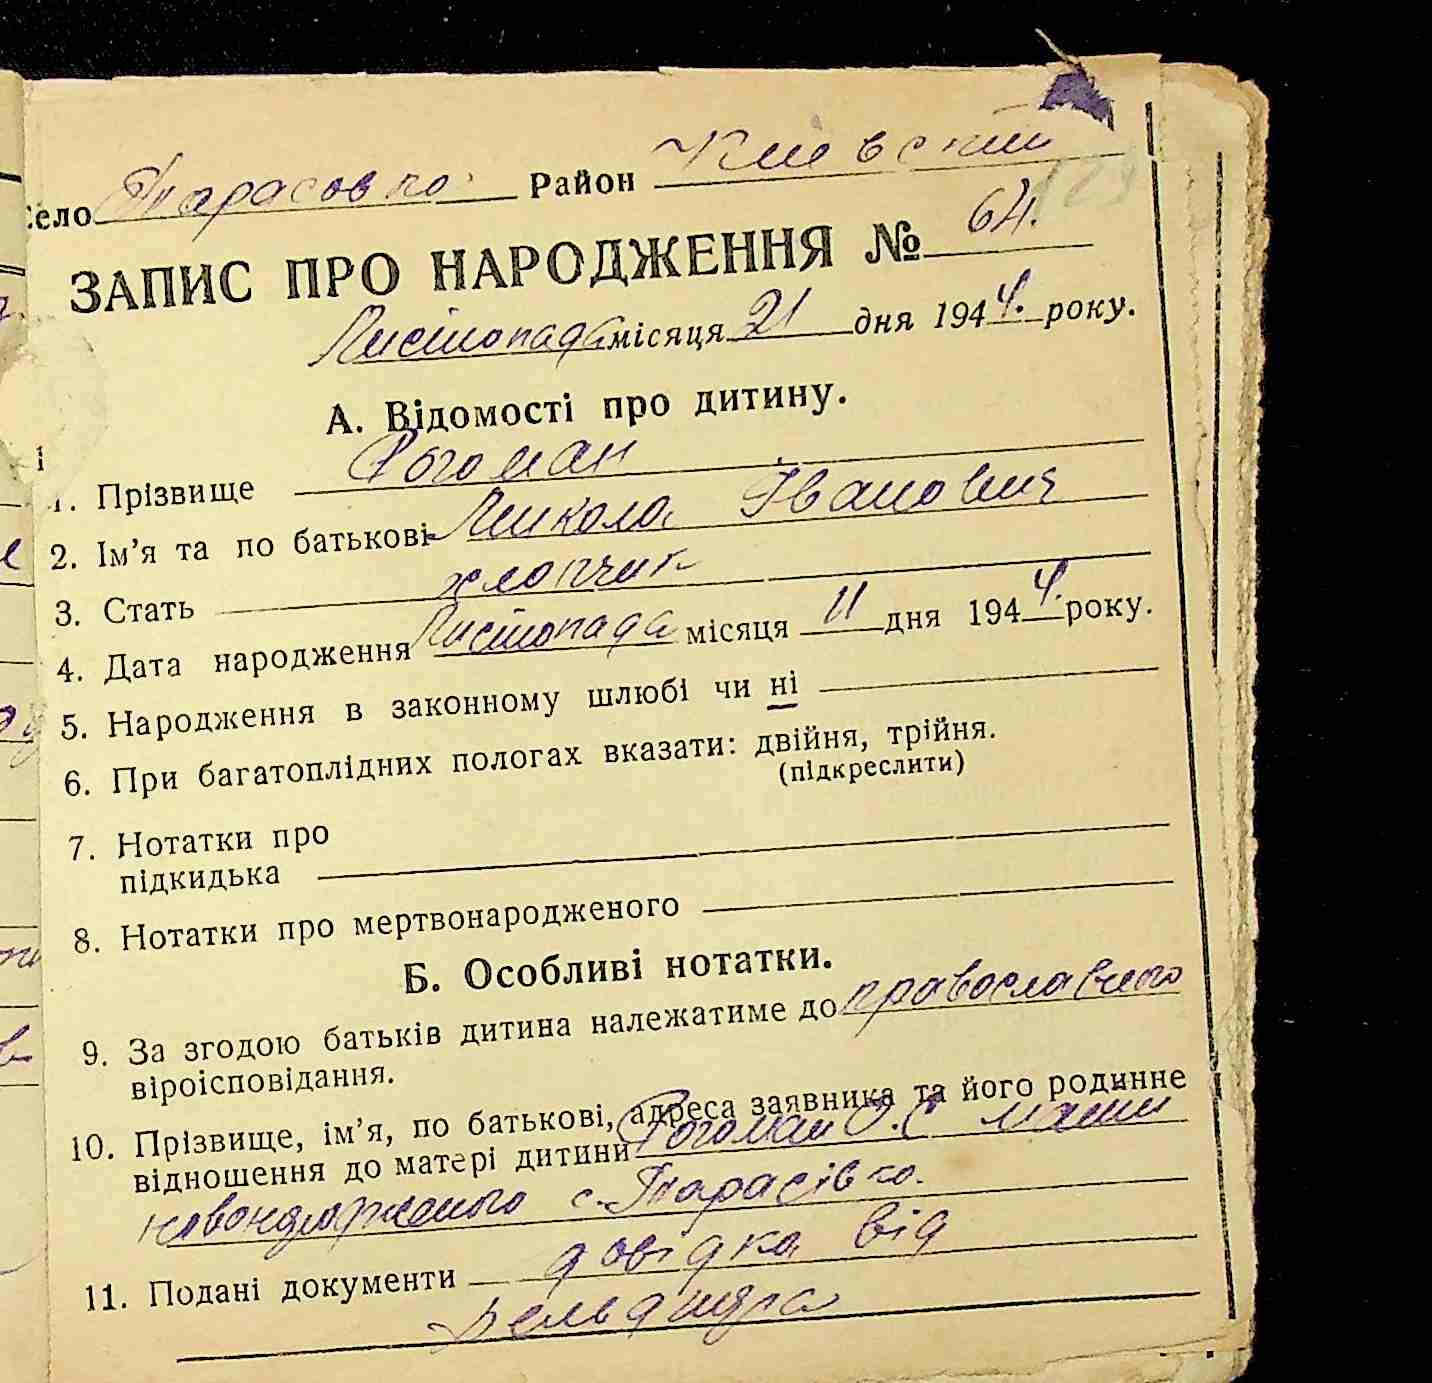 село Тарасовка Район Київский
ЗАПИС ПРО НАРОДЖЕННЯ № 64.
Листопада місяця 21 дня 1944. року.
А. Відомості про дитину.
1. Прізвище Рогоман
2. Ім'я та по батькові Микола Іванович
3. Стать хлопчик
4. Дата народження Листопада місяця 11 дня 1944. року.
5. Народження в законному шлюбі чи ні
6. При багатоплідних пологах вказати: двійня, трійня.
(підкреслити)
7. Нотатки про
підкидька
8. Нотатки про мертвонародженого
Б. Особливі нотатки.
9. За згодою батьків дитина належатиме до православного
віроісповідання.
10. Прізвище, ім'я, по батькові, адреса заявника та його родинне
відношення до матері дитини Рогоман О.С мати
с. Тарасівка.
11. Подані документи довідка від